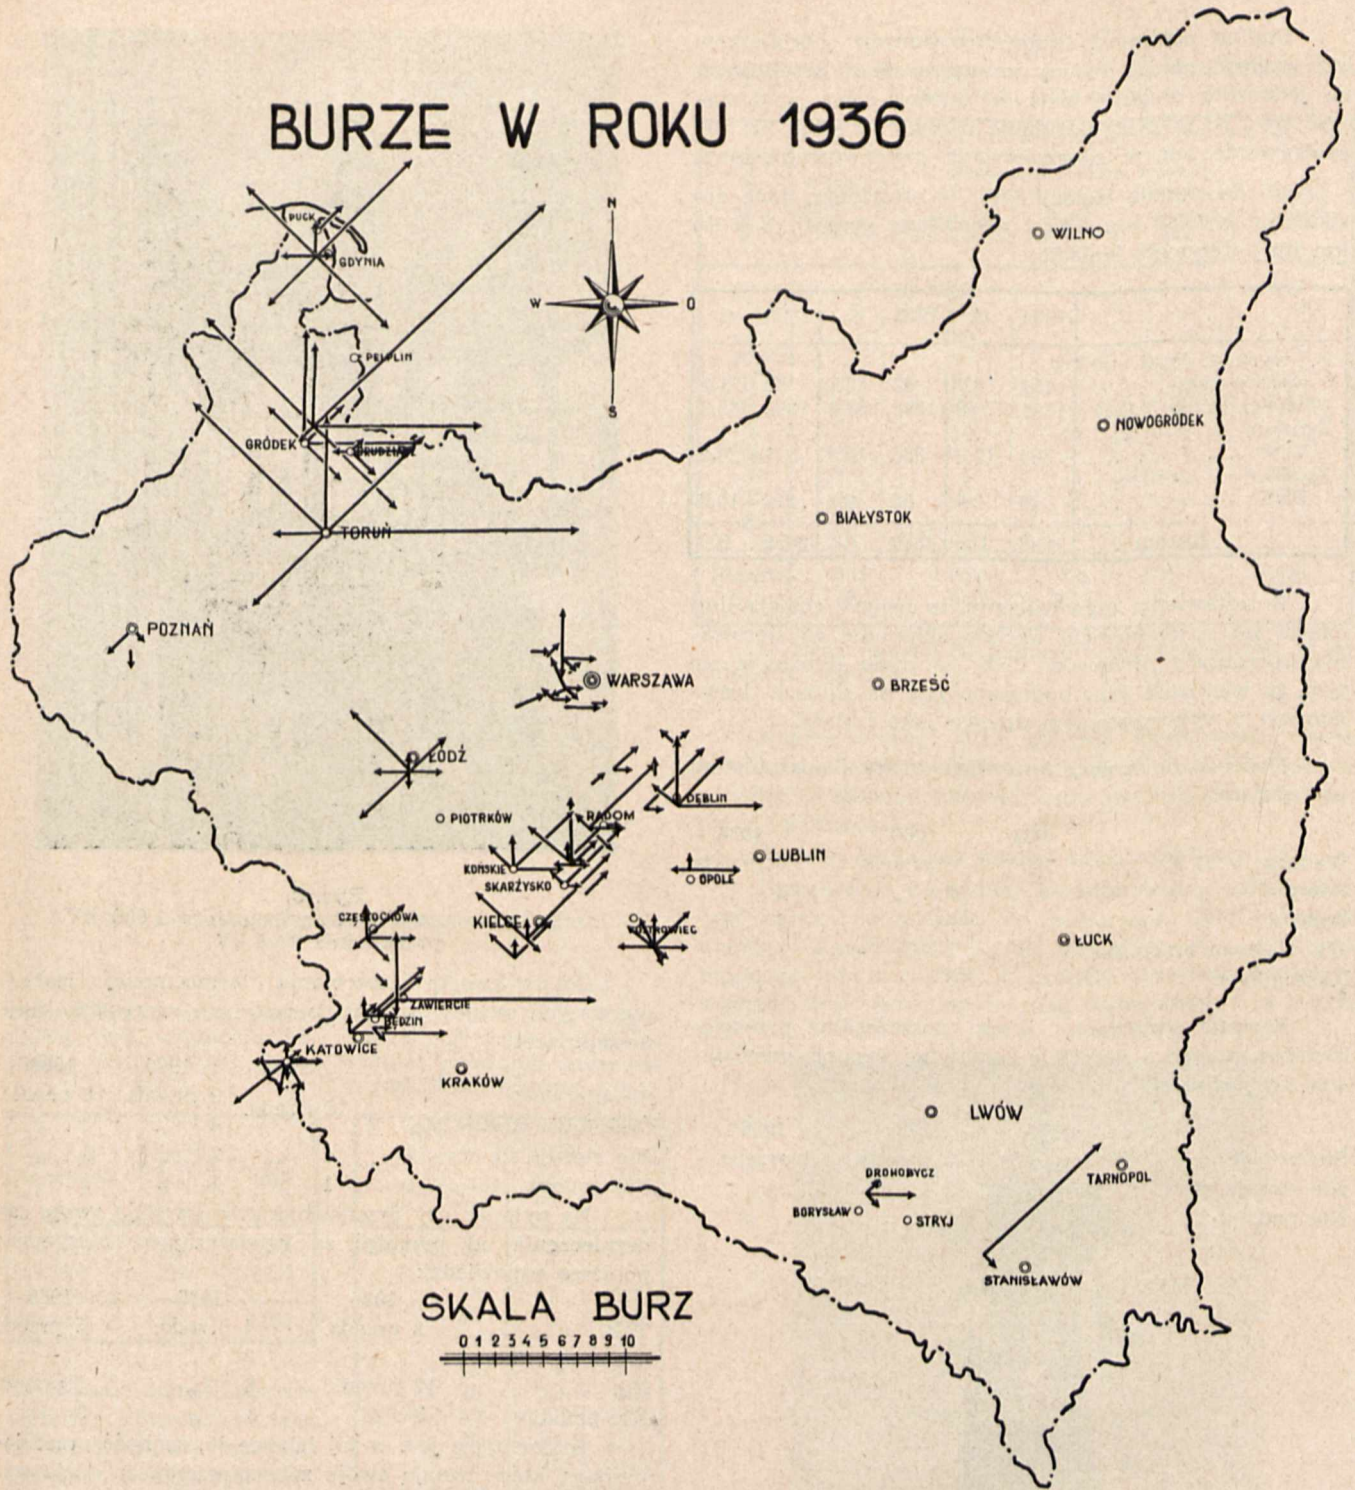 BURZE W ROKU 1936
N
W
O
S
PUCK
GDYNIA
WILNO
PELPLIN
GRÓDEK
GRUDZIĄDZ
NOWOGRÓDEK
TORUŃ
BIAŁYSTOK
POZNAŃ
WARSZAWA
BRZEŚĆ
ŁÓDŹ
PIOTRKÓW
DĘBLIN
RADOM
KOŃSKIE
SKARŻYSKO
LUBLIN
OPOLE
CZĘSTOCHOWA
KIELCE
OSTROWIEC
ŁUCK
ZAWIERCIE
BĘDZIN
KATOWICE
KRAKÓW
LWÓW
DROHOBYCZ
TARNOPOL
BORYSŁAW
STRYJ
STANISŁAWÓW
SKALA BURZ
0 1 2 3 4 5 6 7 8 9 10